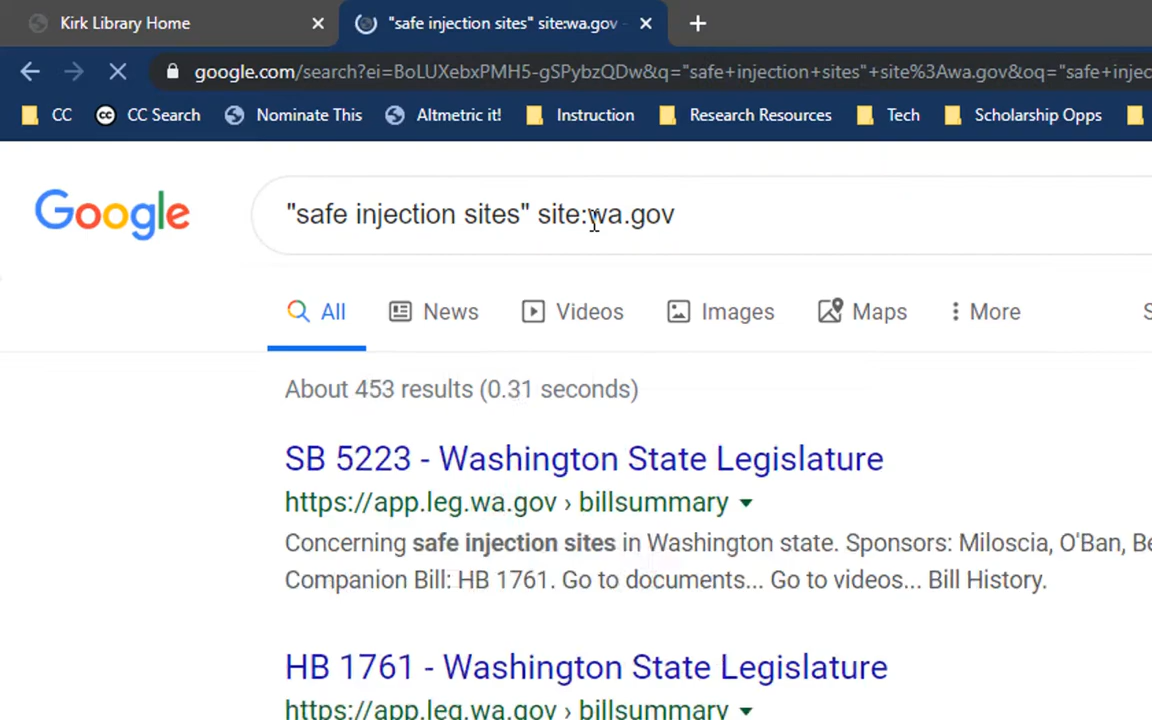 Kirk Library Home
"safe injection sites" site:wa.gov -
google.com/search?ei=BoLUXebxPMH5-gSPybzQDw&q="safe+injection+sites"+site%3Awa.gov&oq="safe+injec
CC CC Search Nominate This Altmetric it! Instruction Research Resources Tech Scholarship Opps
Google "safe injection sites" site:wa.gov
All News Videos Images Maps More S
About 453 results (0.31 seconds)
SB 5223 - Washington State Legislature
https://app.leg.wa.gov › billsummary
Concerning safe injection sites in Washington state. Sponsors: Miloscia, O'Ban, Be
Companion Bill: HB 1761. Go to documents... Go to videos... Bill History.
HB 1761 - Washington State Legislature
https://app.leg.wa.gov › billsummary